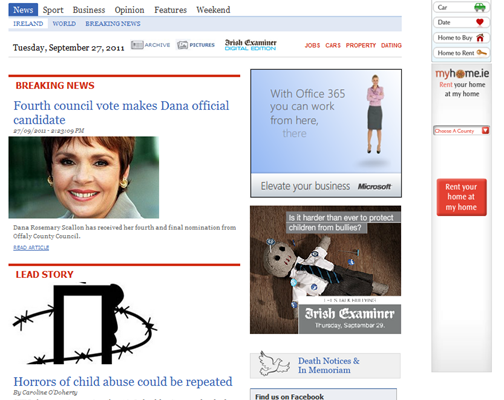 News Sport Business Opinion Features Weekend
IRELAND WORLD BREAKING NEWS
Tuesday, September 27, 2011 ARCHIVE PICTURES Irish Examiner DIGITAL EDITION JOBS CARS PROPERTY DATING
BREAKING NEWS
Fourth council vote makes Dana official
candidate
27/09/2011 - 2:23:09 PM
Dana Rosemary Scallon has received her fourth and final nomination from
Offaly County Council.
READ ARTICLE
LEAD STORY
Horrors of child abuse could be repeated
By Caroline O'Doherty
With Office 365
you can work
from here,
there
Elevate your business Microsoft
Is it harder than ever to protect
children from bullies?
Irish Examiner
Thursday, September 29.
Death Notices &
In Memoriam
Find us on Facebook
Car
Date
Home to Buy
Home to Rent
myhome.ie
Rent your home
at my home
Choose A County
Rent your
home at
my home